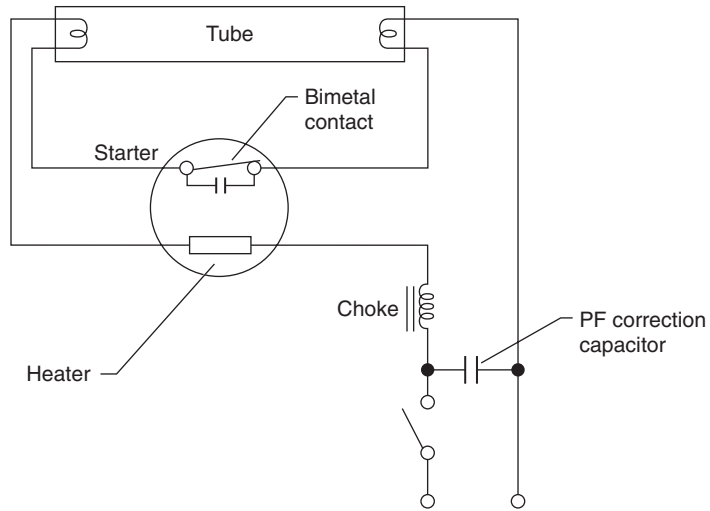 Tube
Bimetal
contact
Starter
Choke
PF correction
capacitor
Heater